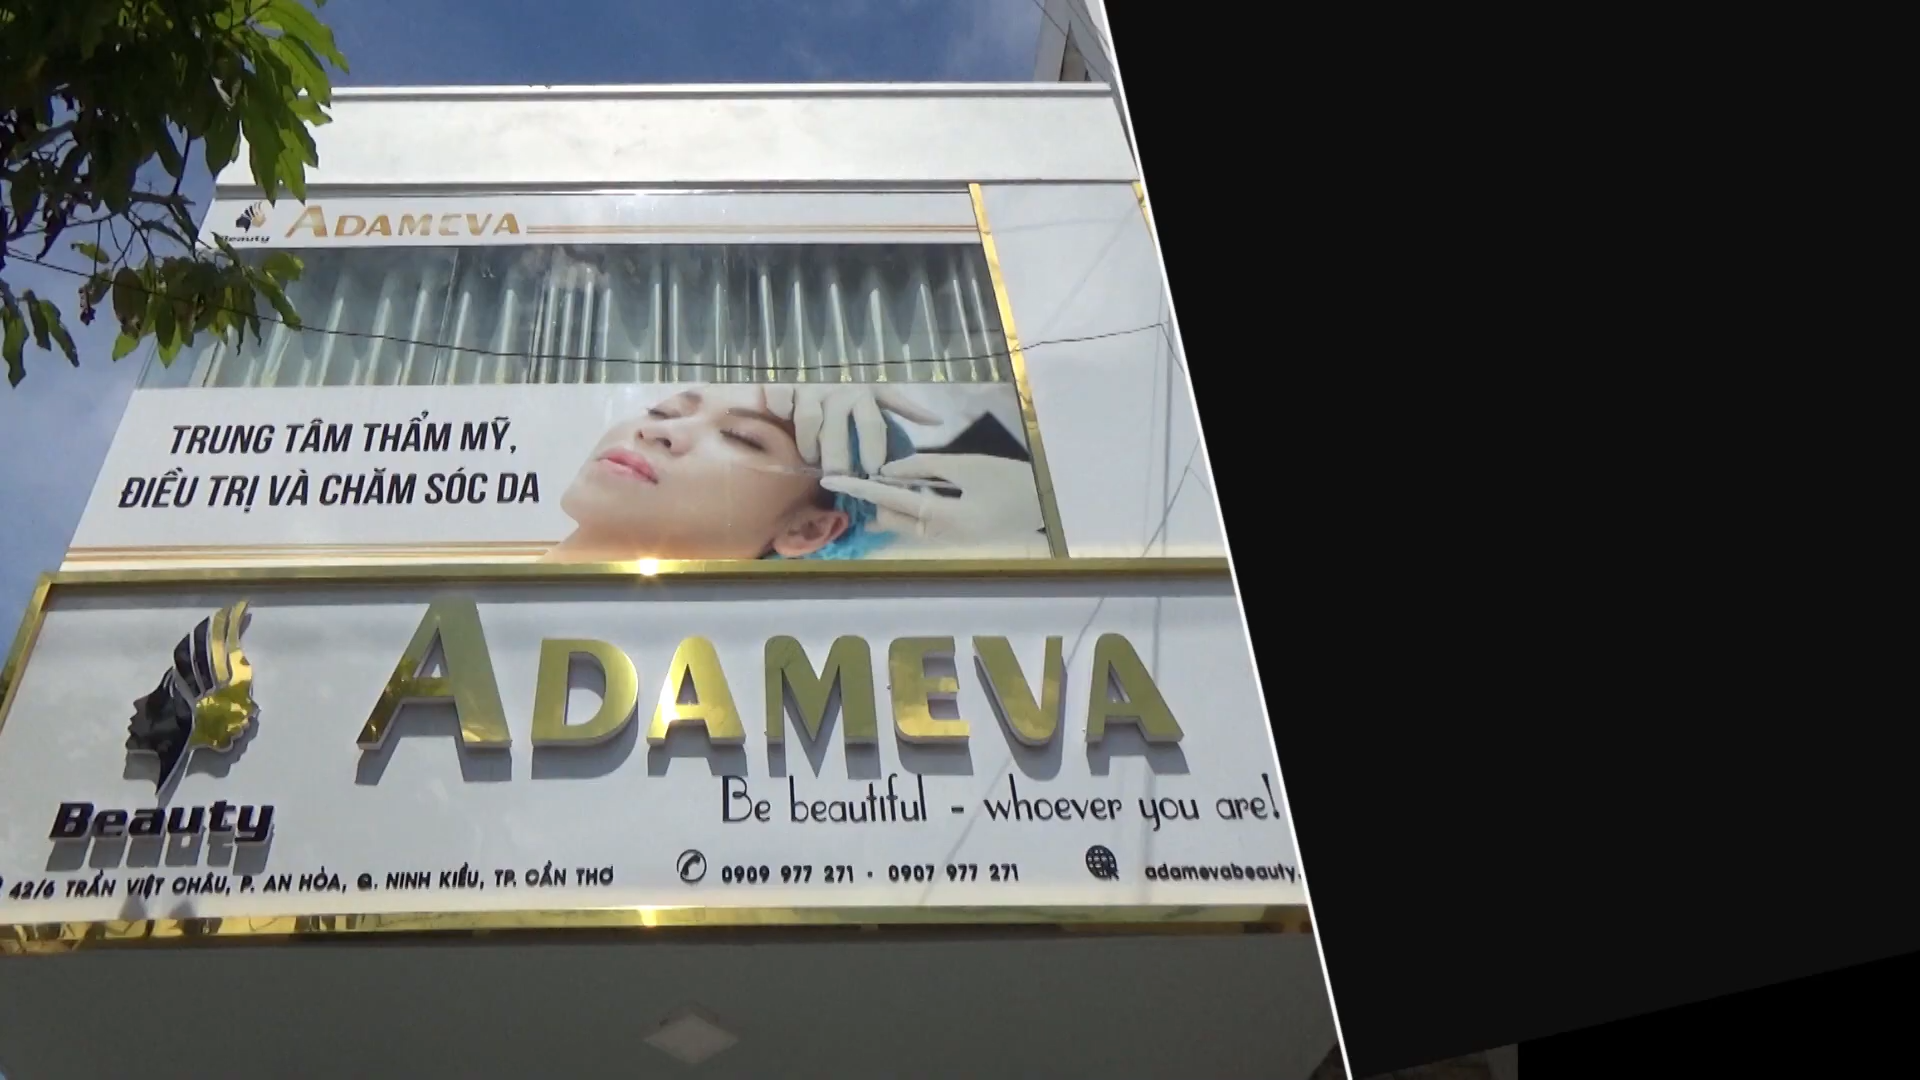 Beauty ADAMEVA
TRUNG TÂM THẨM MỸ,
ĐIỀU TRỊ VÀ CHĂM SÓC DA
ADAMEVA
Be beautiful - whoever you are!
Beauty
42/6 TRẦN VIỆT CHÂU, P. AN HÒA, Q. NINH KIỀU, TP. CẦN THƠ
0909 977 271 - 0907 977 271
adamevabeauty.